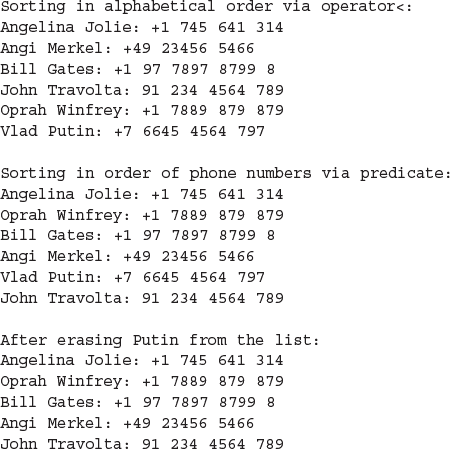 Sorting in alphabetical order via operator<:
Angelina Jolie: +1 745 641 314
Angi Merkel: +49 23456 5466
Bill Gates: +1 97 7897 8799 8
John Travolta: 91 234 4564 789
Oprah Winfrey: +1 7889 879 879
Vlad Putin: +7 6645 4564 797
Sorting in order of phone numbers via predicate:
Angelina Jolie: +1 745 641 314
Oprah Winfrey: +1 7889 879 879
Bill Gates: +1 97 7897 8799 8
Angi Merkel: +49 23456 5466
Vlad Putin: +7 6645 4564 797
John Travolta: 91 234 4564 789
After erasing Putin from the list:
Angelina Jolie: +1 745 641 314
Oprah Winfrey: +1 7889 879 879
Bill Gates: +1 97 7897 8799 8
Angi Merkel: +49 23456 5466
John Travolta: 91 234 4564 789